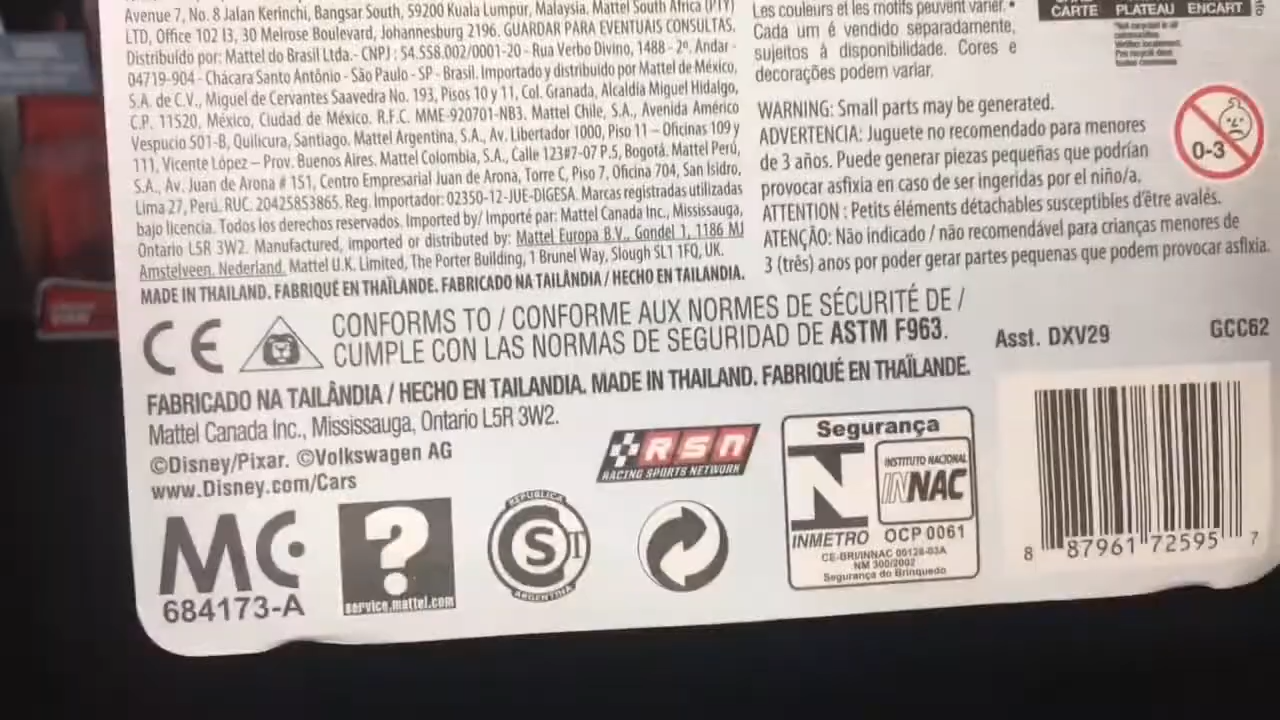 Avenue 7, No. 8 Jalan Kerinchi, Bangsar South, 59200 Kuala Lumpur, Malaysia. Mattel South Africa (PTY)
LTD, Office 102 I3, 30 Melrose Boulevard, Johannesburg 2196. GUARDAR PARA EVENTUAIS CONSULTAS.
Distribuído por: Mattel do Brasil Ltda.- CNPJ : 54.558.002/0001-20 - Rua Verbo Divino, 1488 - 2º. Andar -
04719-904 - Chácara Santo Antônio - São Paulo - SP - Brasil. Importado y distribuido por Mattel de México,
S.A. de C.V., Miguel de Cervantes Saavedra No. 193, Pisos 10 y 11, Col. Granada, Alcaldía Miguel Hidalgo,
C.P. 11520, México, Ciudad de México. R.F.C. MME-920701-NB3. Mattel Chile, S.A., Avenida Américo
Vespucio 501-B, Quilicura, Santiago. Mattel Argentina, S.A., Av. Libertador 1000, Piso 11 – Oficinas 109 y
111, Vicente López – Prov. Buenos Aires. Mattel Colombia, S.A., Calle 123#7-07 P.5, Bogotá. Mattel Perú,
S.A., Av. Juan de Arona # 151, Centro Empresarial Juan de Arona, Torre C, Piso 7, Oficina 704, San Isidro,
Lima 27, Perú. RUC. 20425853865. Reg. Importador: 02350-12-JUE-DIGESA. Marcas registradas utilizadas
bajo licencia. Todos los derechos reservados. Imported by/ Importé par: Mattel Canada Inc., Mississauga,
Ontario L5R 3W2. Manufactured, imported or distributed by: Mattel Europa B.V., Gondel 1, 1186 MJ
Amstelveen, Nederland. Mattel U.K. Limited, The Porter Building, 1 Brunel Way, Slough SL1 1FQ, UK.
MADE IN THAILAND. FABRIQUÉ EN THAÏLANDE. FABRICADO NA TAILÂNDIA / HECHO EN TAILANDIA.
Les couleurs et les motifs peuvent varier. •
Cada um é vendido separadamente,
sujeitos à disponibilidade. Cores e
decorações podem variar.
CARTE PLATEAU ENCART
WARNING: Small parts may be generated.
ADVERTENCIA: Juguete no recomendado para menores
de 3 años. Puede generar piezas pequeñas que podrían
provocar asfixia en caso de ser ingeridas por el niño/a.
ATTENTION : Petits éléments détachables susceptibles d'être avalés.
ATENÇÃO: Não indicado / não recomendável para crianças menores de
3 (três) anos por poder gerar partes pequenas que podem provocar asfixia.
0-3
CE
CONFORMS TO / CONFORME AUX NORMES DE SÉCURITÉ DE /
CUMPLE CON LAS NORMAS DE SEGURIDAD DE ASTM F963.
Asst. DXV29
GCC62
FABRICADO NA TAILÂNDIA / HECHO EN TAILANDIA. MADE IN THAILAND. FABRIQUÉ EN THAÏLANDE.
Mattel Canada Inc., Mississauga, Ontario L5R 3W2.
©Disney/Pixar. ©Volkswagen AG
www.Disney.com/Cars
RSN
RACING SPORTS NETWORK
Segurança
INSTITUTO NACIONAL
INNAC
INMETRO OCP 0061
CE-BRI/INNAC 00128-03A
NM 300/2002
Segurança do Brinquedo
MC
684173-A
?
service.mattel.com
REPUBLICA
S T
ARGENTINA
8 87961 72595 7